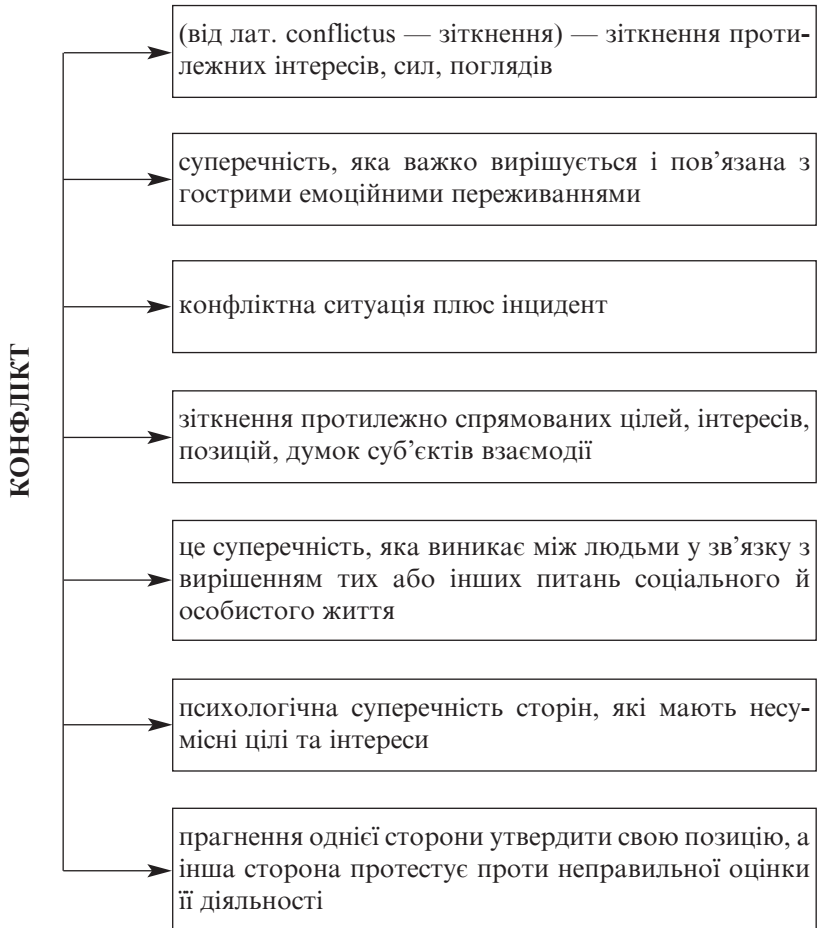 КОНФЛІКТ
(від лат. conflictus — зіткнення) — зіткнення проти-
лежних інтересів, сил, поглядів
суперечність, яка важко вирішується і пов’язана з
гострими емоційними переживаннями
конфліктна ситуація плюс інцидент
зіткнення протилежно спрямованих цілей, інтересів,
позицій, думок суб’єктів взаємодії
це суперечність, яка виникає між людьми у зв’язку з
вирішенням тих або інших питань соціального й
особистого життя
психологічна суперечність сторін, які мають несу-
місні цілі та інтереси
прагнення однієї сторони утвердити свою позицію, а
інша сторона протестує проти неправильної оцінки
її діяльності